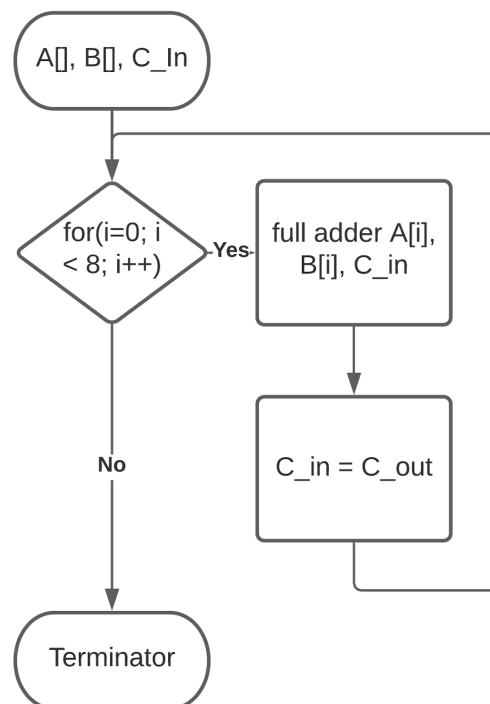 A[], B[], C_In
for(i=0; i
< 8; i++)
Yes
full adder A[i],
B[i], C_in
C_in = C_out
No
Terminator